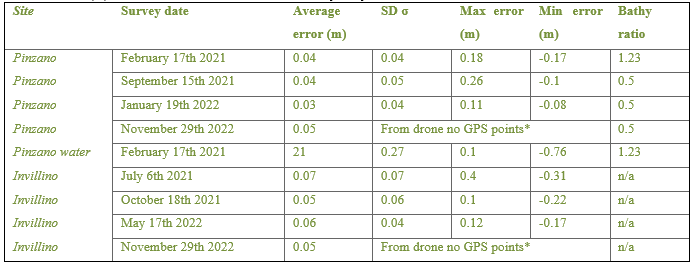 Site Survey date Average error (m) SD σ Max error (m) Min error (m) Bathy ratio
Pinzano February 17th 2021 0.04 0.04 0.18 -0.17 1.23
Pinzano September 15th 2021 0.04 0.05 0.26 -0.1 0.5
Pinzano January 19th 2022 0.03 0.04 0.11 -0.08 0.5
Pinzano November 29th 2022 0.05 From drone no GPS points* 0.5
Pinzano water February 17th 2021 21 0.27 0.1 -0.76 1.23
Invillino July 6th 2021 0.07 0.07 0.4 -0.31 n/a
Invillino October 18th 2021 0.05 0.06 0.1 -0.22 n/a
Invillino May 17th 2022 0.06 0.04 0.12 -0.17 n/a
Invillino November 29th 2022 0.05 From drone no GPS points* n/a